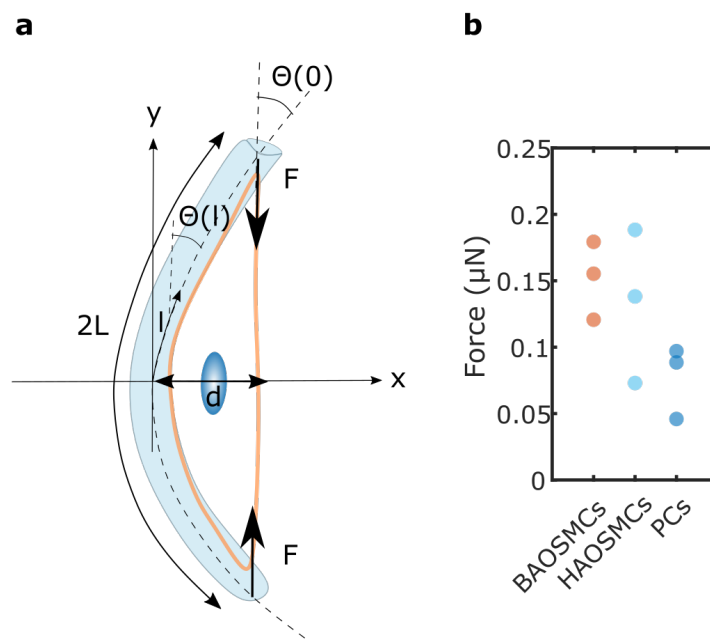 a
Θ(0)
y
F
Θ(l)
2L
l
x
d
F
b
0.25
0.2
0.15
0.1
0.05
0
Force (µN)
BAOSMCs
HAOSMCs
PCs